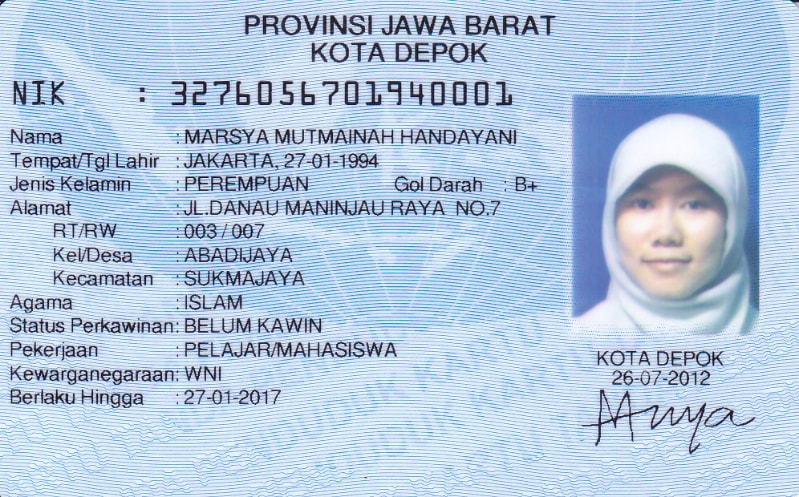 PROVINSI JAWA BARAT
KOTA DEPOK
NIK : 3276056701940001
Nama : MARSYA MUTMAINAH HANDAYANI
Tempat/Tgl Lahir : JAKARTA, 27-01-1994
Jenis Kelamin : PEREMPUAN Gol Darah : B+
Alamat : JL.DANAU MANINJAU RAYA NO.7
RT/RW : 003 / 007
Kel/Desa : ABADIJAYA
Kecamatan : SUKMAJAYA
Agama : ISLAM
Status Perkawinan: BELUM KAWIN
Pekerjaan : PELAJAR/MAHASISWA
Kewarganegaraan: WNI
Berlaku Hingga : 27-01-2017
KOTA DEPOK
26-07-2012